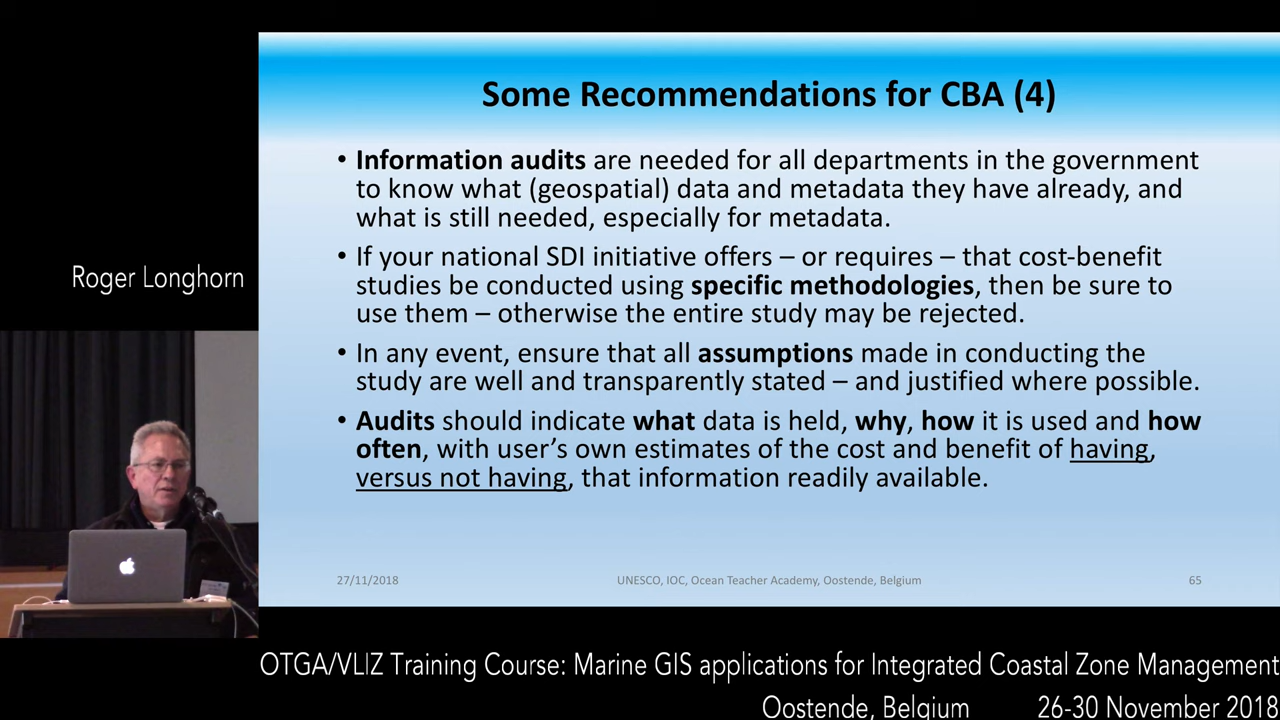 Some Recommendations for CBA (4)
• Information audits are needed for all departments in the government
to know what (geospatial) data and metadata they have already, and
what is still needed, especially for metadata.
• If your national SDI initiative offers – or requires – that cost-benefit
studies be conducted using specific methodologies, then be sure to
use them – otherwise the entire study may be rejected.
• In any event, ensure that all assumptions made in conducting the
study are well and transparently stated – and justified where possible.
• Audits should indicate what data is held, why, how it is used and how
often, with user’s own estimates of the cost and benefit of having,
versus not having, that information readily available.
27/11/2018
UNESCO, IOC, Ocean Teacher Academy, Oostende, Belgium
65
Roger Longhorn
OTGA/VLIZ Training Course: Marine GIS applications for Integrated Coastal Zone Management
Oostende, Belgium 26-30 November 2018